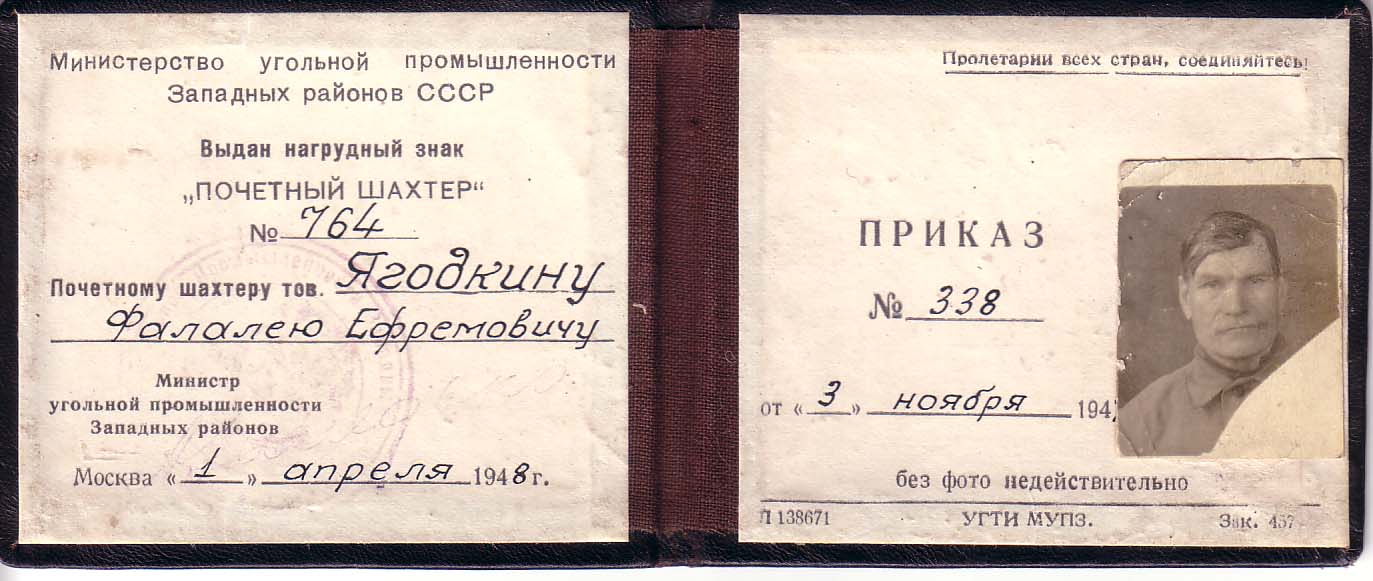 Министерство угольной промышленности
Западных районов СССР
Выдан нагрудный знак
„ПОЧЕТНЫЙ ШАХТЕР“
№ 764
Почетному шахтеру тов. Ягодкину
Фалалею Ефремовичу
Министр
угольной промышленности
Западных районов
Москва « 1 » апреля 1948 г.
Пролетарии всех стран, соединяйтесь!
ПРИКАЗ
№ 338
от « 3 » ноября 194
без фото недействительно
Л 138671 УГТИ МУПЗ. Зак. 457